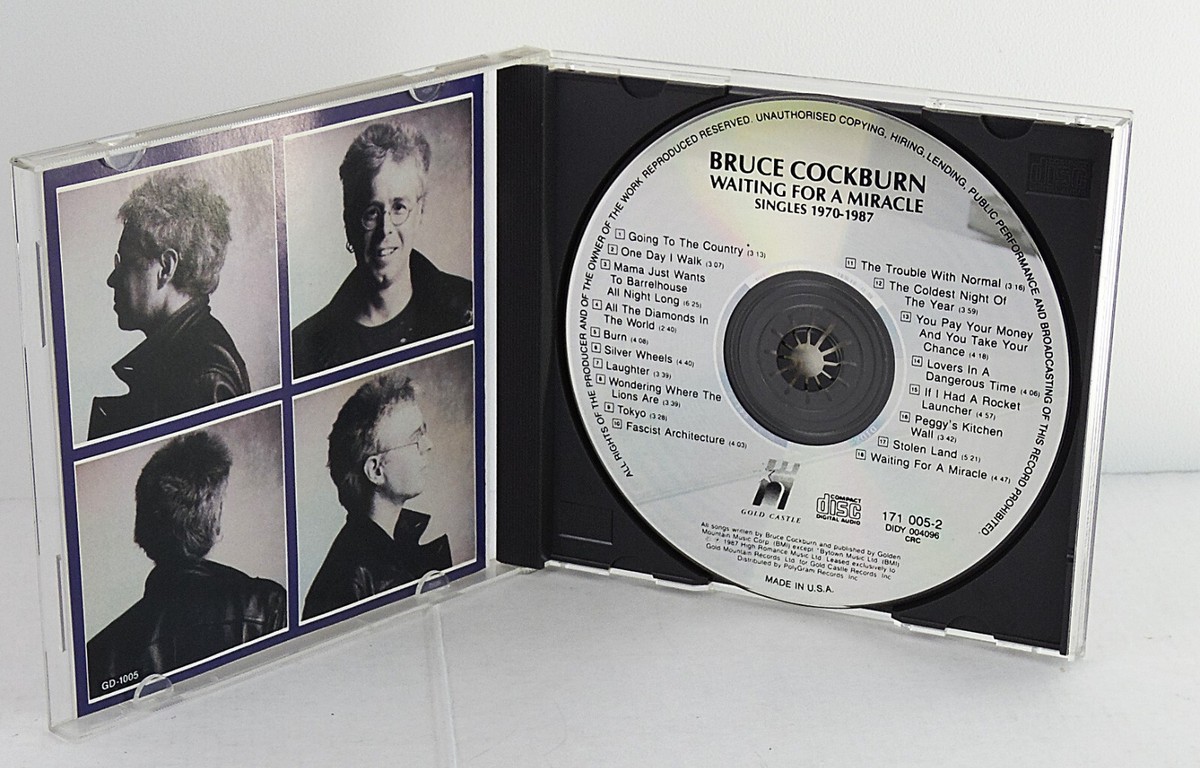 GD-1005
ALL RIGHTS OF THE PRODUCER AND OF THE OWNER OF THE WORK REPRODUCED RESERVED. UNAUTHORISED COPYING, HIRING, LENDING, PUBLIC PERFORMANCE AND BROADCASTING OF THIS RECORD PROHIBITED.
BRUCE COCKBURN
WAITING FOR A MIRACLE
SINGLES 1970-1987
1 Going To The Country * (3:13)
2 One Day I Walk (3:07)
3 Mama Just Wants
To Barrelhouse
All Night Long (6:25)
4 All The Diamonds In
The World (2:40)
5 Burn (4:08)
6 Silver Wheels (4:40)
7 Laughter (3:39)
8 Wondering Where The
Lions Are (3:39)
9 Tokyo (3:28)
10 Fascist Architecture (4:03)
11 The Trouble With Normal (3:16)
12 The Coldest Night Of
The Year (3:59)
13 You Pay Your Money
And You Take Your
Chance (4:18)
14 Lovers In A
Dangerous Time (4:06)
15 If I Had A Rocket
Launcher (4:57)
16 Peggy's Kitchen
Wall (3:42)
17 Stolen Land (5:21)
18 Waiting For A Miracle (4:47)
GOLD CASTLE
COMPACT
disc
DIGITAL AUDIO
171 005-2
DIDY 004096
CRC
All songs written by Bruce Cockburn and published by Golden
Mountain Music Corp. (BMI) except *Bytown Music Ltd. (BMI)
© ℗ 1987 High Romance Music Ltd. Leased exclusively to
Gold Mountain Records Ltd. for Gold Castle Records Inc.
Distributed by PolyGram Records Inc.
MADE IN U.S.A.